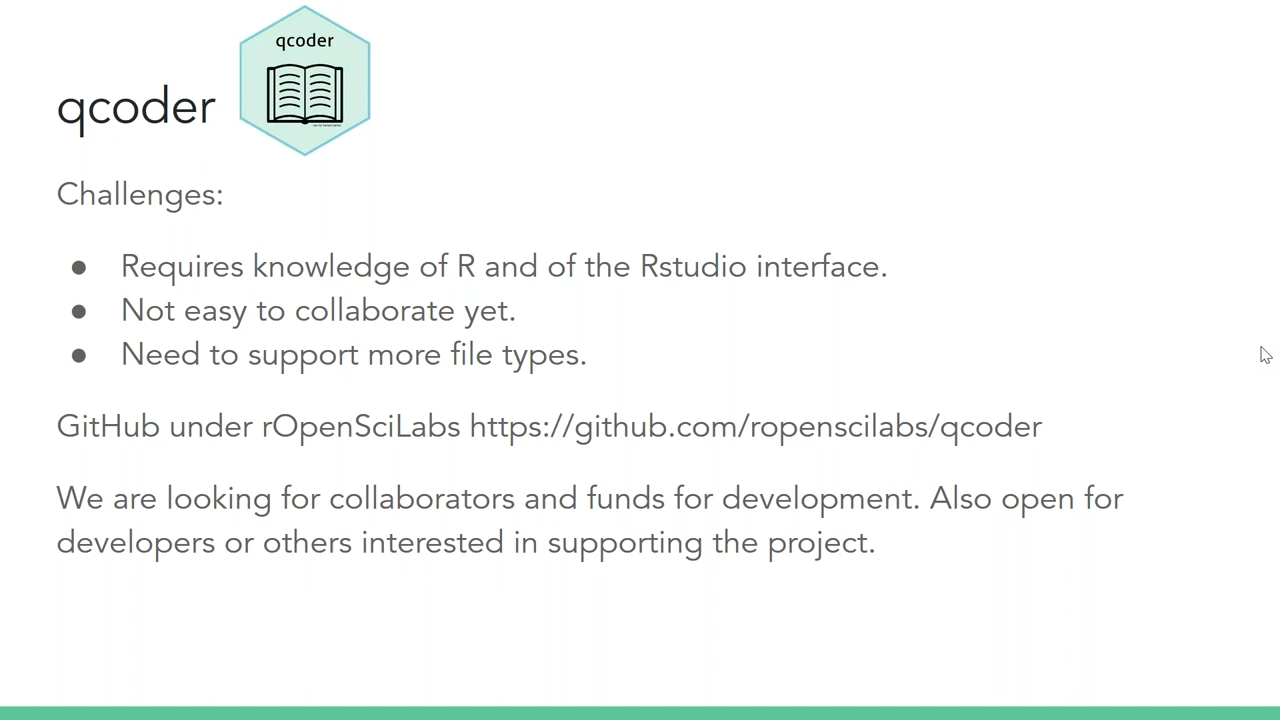 qcoder
qcoder
Challenges:
● Requires knowledge of R and of the Rstudio interface.
● Not easy to collaborate yet.
● Need to support more file types.
GitHub under rOpenSciLabs https://github.com/ropenscilabs/qcoder
We are looking for collaborators and funds for development. Also open for
developers or others interested in supporting the project.